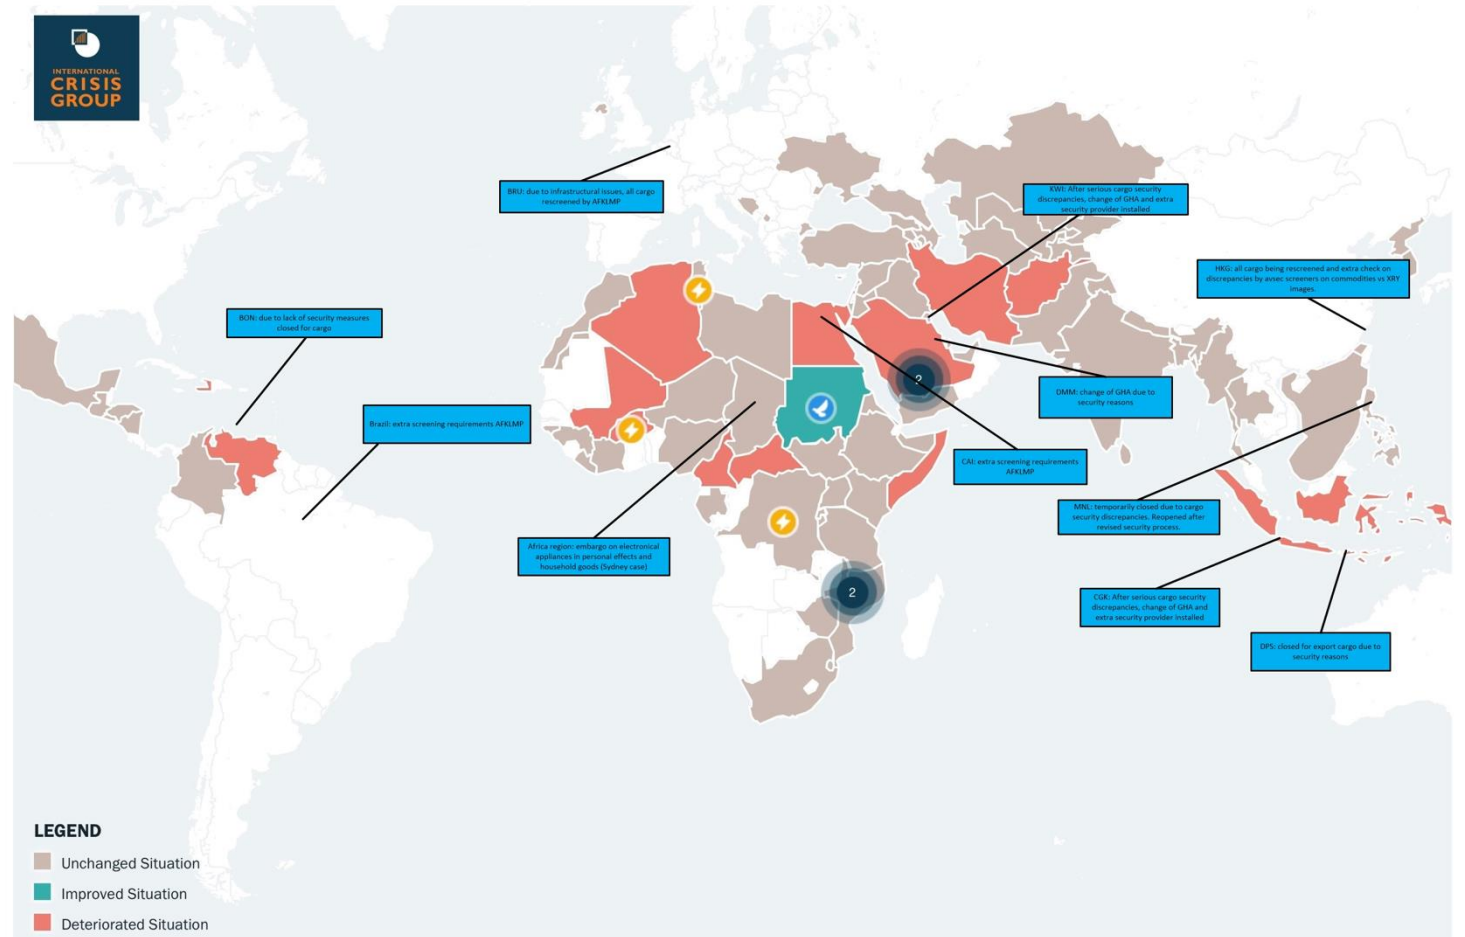 INTERNATIONAL
CRISIS
GROUP
BRU: due to infrastructural issues, all cargo
rescreened by AFKLMP
KWI: After serious cargo security
discrepancies, change of GHA and extra
security provider installed
HKG: all cargo being rescreened and extra check on
discrepancies by avsec screeners on commodities vs XRY
images.
BON: due to lack of security measures
closed for cargo
Brazil: extra screening requirements AFKLMP
2
DMM: change of GHA due to
security reasons
CAI: extra screening requirements
AFKLMP
MNL: temporarily closed due to cargo
security discrepancies. Reopened after
revised security process.
Africa region: embargo on electronical
appliances in personal effects and
household goods (Sydney case)
2
CGK: After serious cargo security
discrepancies, change of GHA and
extra security provider installed
DPS: closed for export cargo due to
security reasons
LEGEND
Unchanged Situation
Improved Situation
Deteriorated Situation